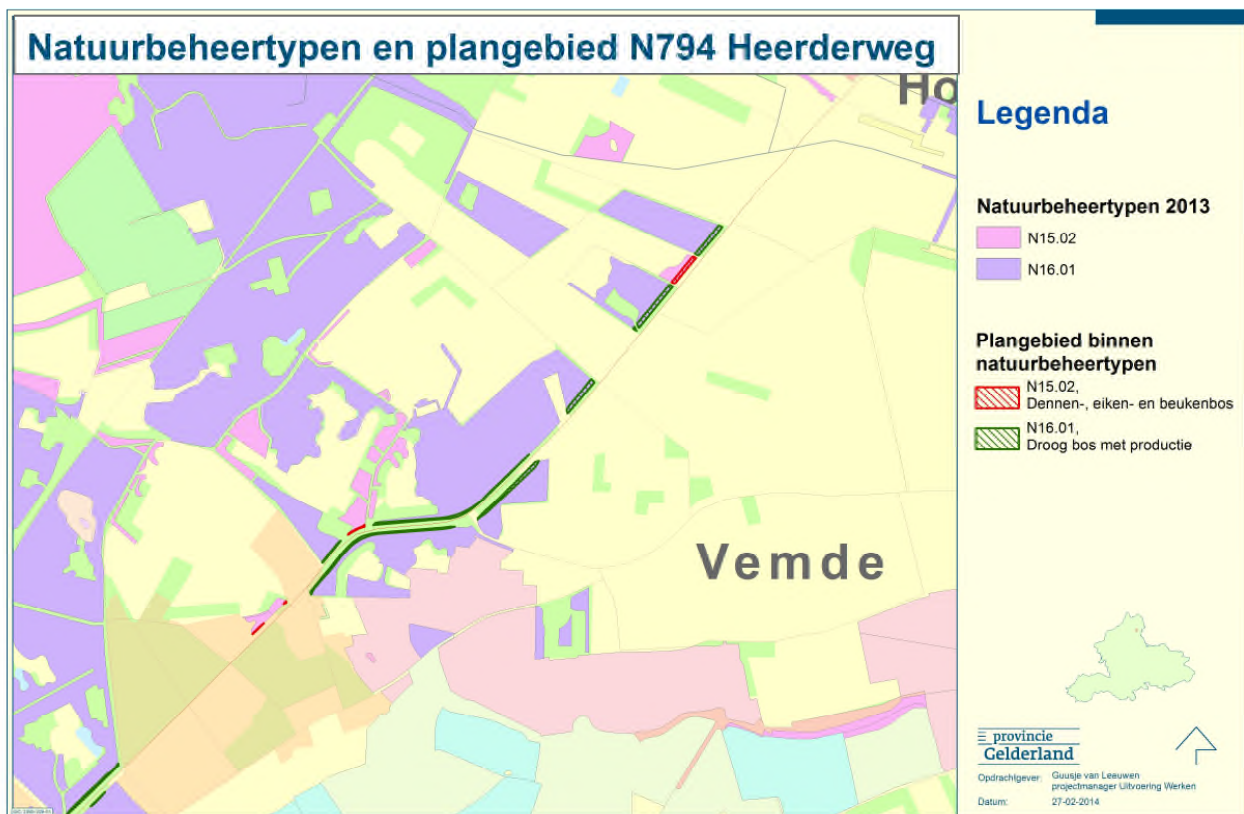 Natuurbeheertypen en plangebied N794 Heerderweg
Ho
Vemde
Legenda
Natuurbeheertypen 2013
N15.02
N16.01
Plangebied binnen
natuurbeheertypen
N15.02,
Dennen-, eiken- en beukenbos
N16.01,
Droog bos met productie
provincie
Gelderland
Opdrachtgever: Guusje van Leeuwen
projectmanager Uitvoering Werken
Datum: 27-02-2014